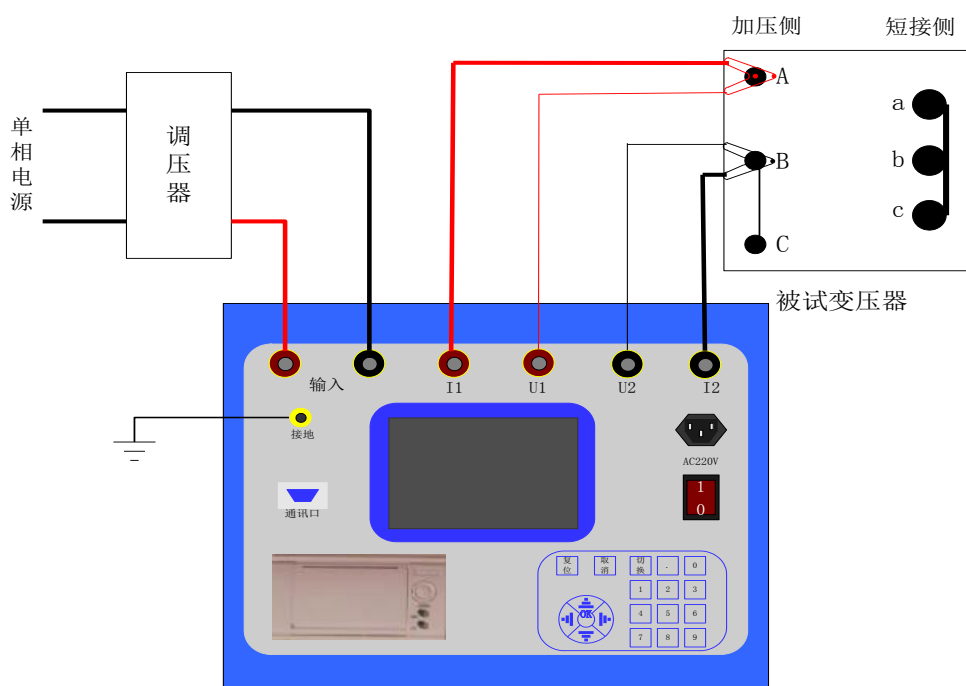 加压侧
短接侧
单相电源
调压器
A
B
C
a
b
c
被试变压器
输入
I1
U1
U2
I2
接地
AC220V
1
0
通讯口
复位
取消
切换
.
0
1
2
3
OK
4
5
6
7
8
9